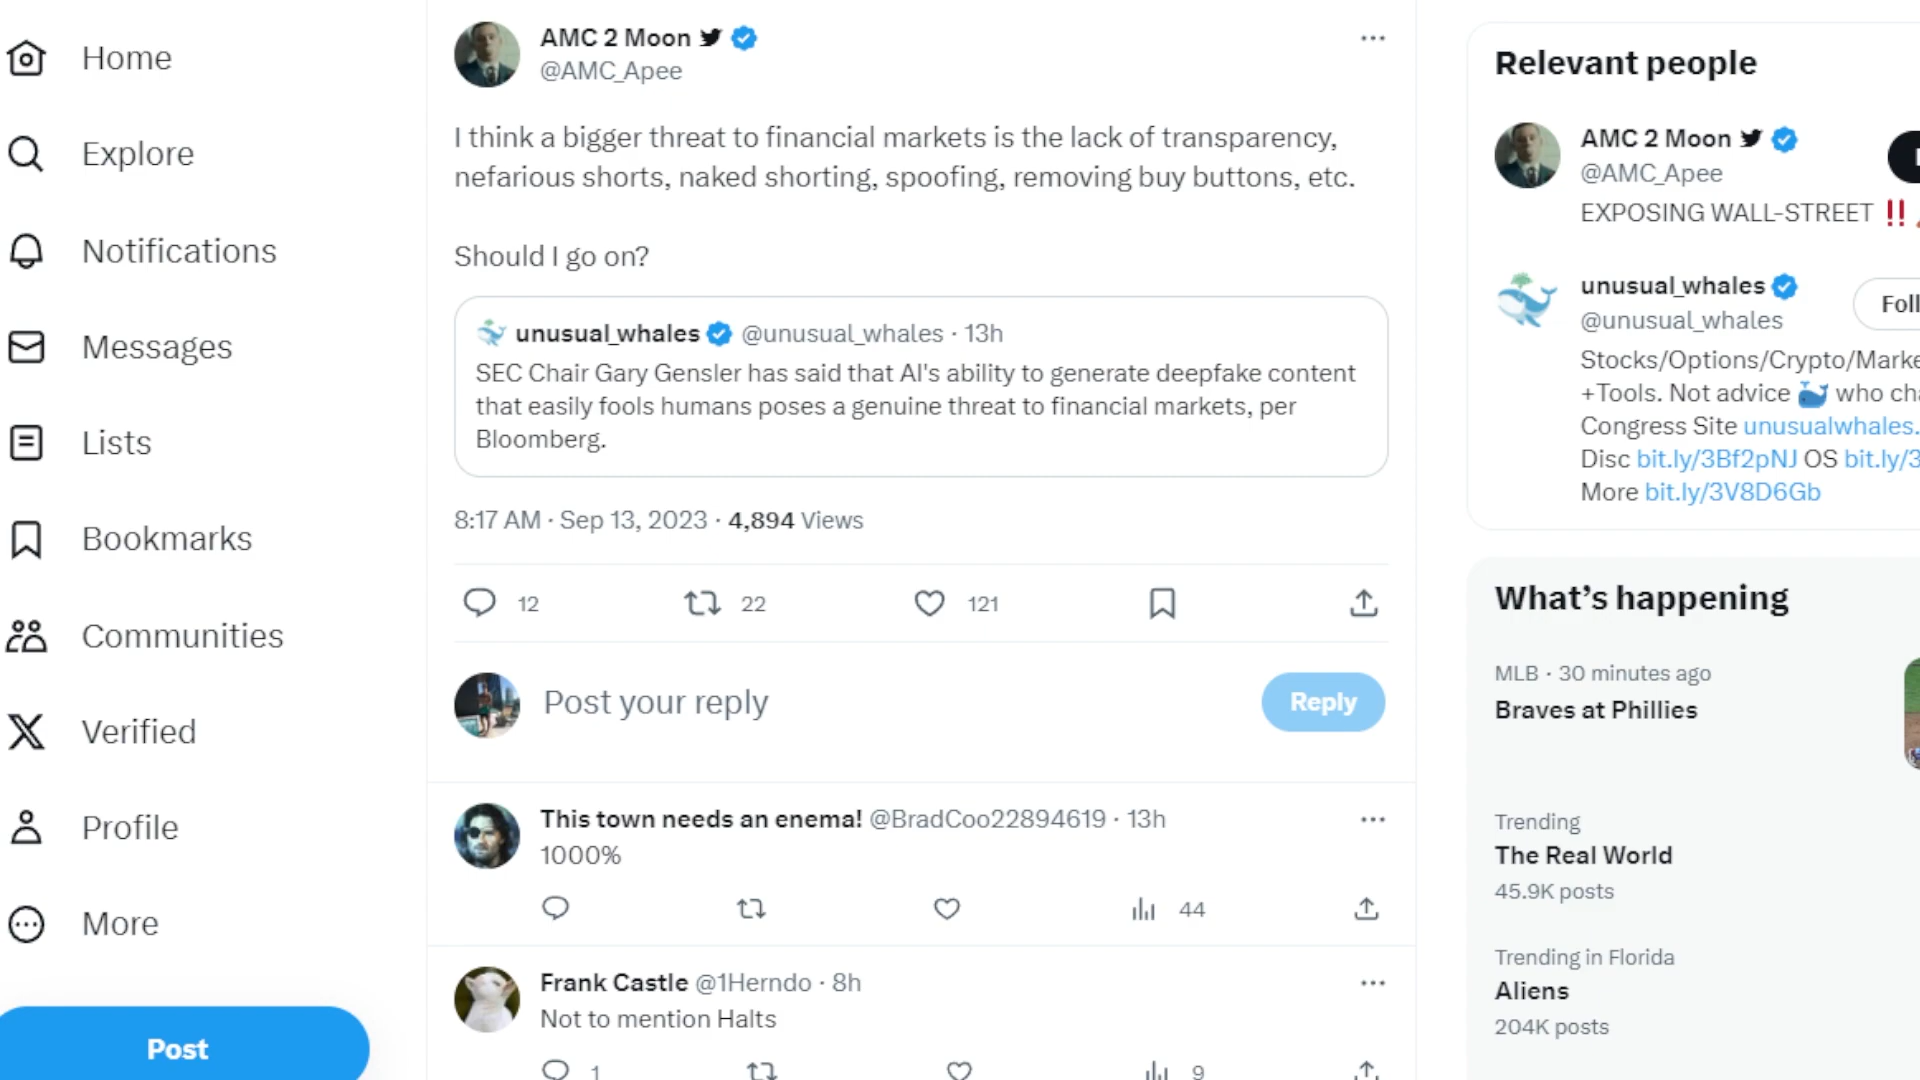 Home
Explore
Notifications
Messages
Lists
Bookmarks
Communities
Verified
Profile
More
Post
AMC 2 Moon
@AMC_Apee
I think a bigger threat to financial markets is the lack of transparency,
nefarious shorts, naked shorting, spoofing, removing buy buttons, etc.
Should I go on?
unusual_whales @unusual_whales · 13h
SEC Chair Gary Gensler has said that AI's ability to generate deepfake content
that easily fools humans poses a genuine threat to financial markets, per
Bloomberg.
8:17 AM · Sep 13, 2023 · 4,894 Views
12 22 121
Post your reply
Reply
This town needs an enema! @BradCoo22894619 · 13h
1000%
44
Frank Castle @1Herndo · 8h
Not to mention Halts
1 9
Relevant people
AMC 2 Moon
@AMC_Apee
EXPOSING WALL-STREET ‼️
unusual_whales
@unusual_whales
Foll
Stocks/Options/Crypto/Marke
+Tools. Not advice 🐳 who cha
Congress Site unusualwhales.
Disc bit.ly/3Bf2pNJ OS bit.ly/3
More bit.ly/3V8D6Gb
What’s happening
MLB · 30 minutes ago
Braves at Phillies
Trending
The Real World
45.9K posts
Trending in Florida
Aliens
204K posts